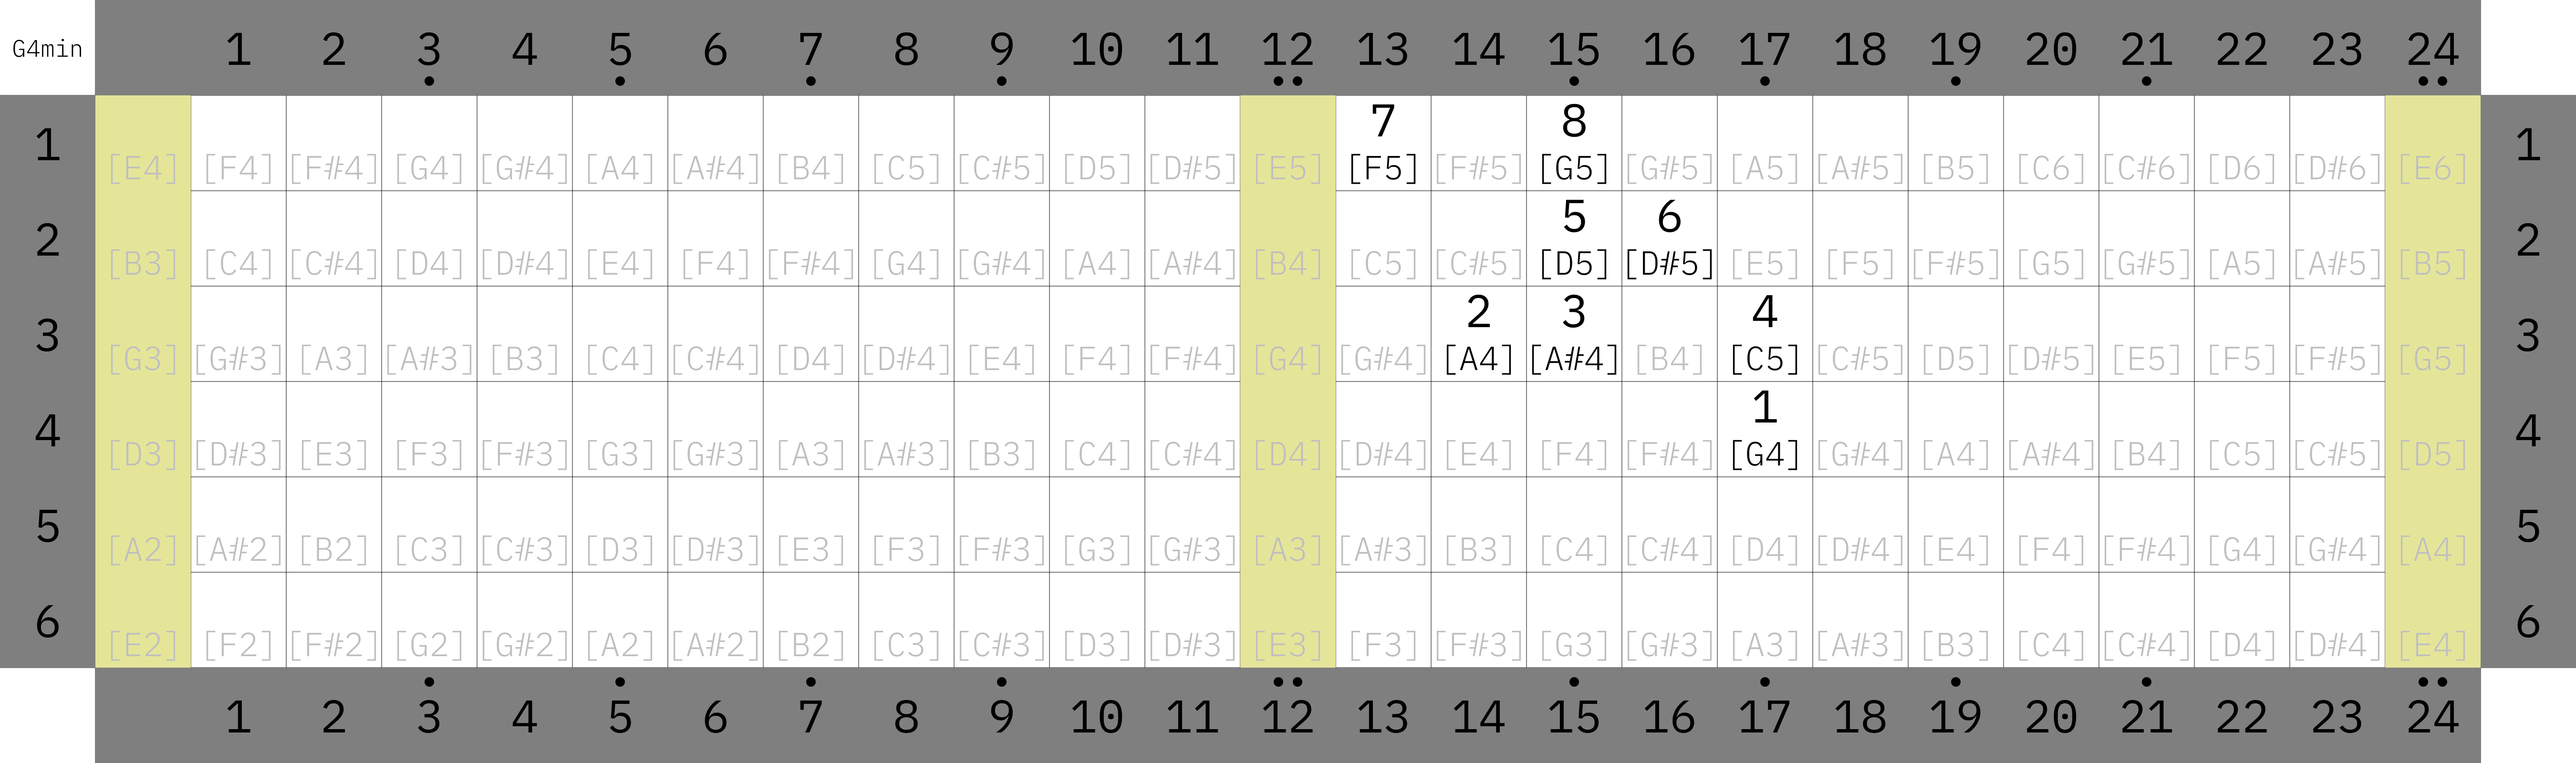 G4min 1 2 3 4 5 6 7 8 9 10 11 12 13 14 15 16 17 18 19 20 21 22 23 24
7 8
1 [E4] [F4] [F#4] [G4] [G#4] [A4] [A#4] [B4] [C5] [C#5] [D5] [D#5] [E5] [F5] [F#5] [G5] [G#5] [A5] [A#5] [B5] [C6] [C#6] [D6] [D#6] [E6] 1
5 6
2 [B3] [C4] [C#4] [D4] [D#4] [E4] [F4] [F#4] [G4] [G#4] [A4] [A#4] [B4] [C5] [C#5] [D5] [D#5] [E5] [F5] [F#5] [G5] [G#5] [A5] [A#5] [B5] 2
2 3 4
3 [G3] [G#3] [A3] [A#3] [B3] [C4] [C#4] [D4] [D#4] [E4] [F4] [F#4] [G4] [G#4] [A4] [A#4] [B4] [C5] [C#5] [D5] [D#5] [E5] [F5] [F#5] [G5] 3
1
4 [D3] [D#3] [E3] [F3] [F#3] [G3] [G#3] [A3] [A#3] [B3] [C4] [C#4] [D4] [D#4] [E4] [F4] [F#4] [G4] [G#4] [A4] [A#4] [B4] [C5] [C#5] [D5] 4
5 [A2] [A#2] [B2] [C3] [C#3] [D3] [D#3] [E3] [F3] [F#3] [G3] [G#3] [A3] [A#3] [B3] [C4] [C#4] [D4] [D#4] [E4] [F4] [F#4] [G4] [G#4] [A4] 5
6 [E2] [F2] [F#2] [G2] [G#2] [A2] [A#2] [B2] [C3] [C#3] [D3] [D#3] [E3] [F3] [F#3] [G3] [G#3] [A3] [A#3] [B3] [C4] [C#4] [D4] [D#4] [E4] 6
1 2 3 4 5 6 7 8 9 10 11 12 13 14 15 16 17 18 19 20 21 22 23 24